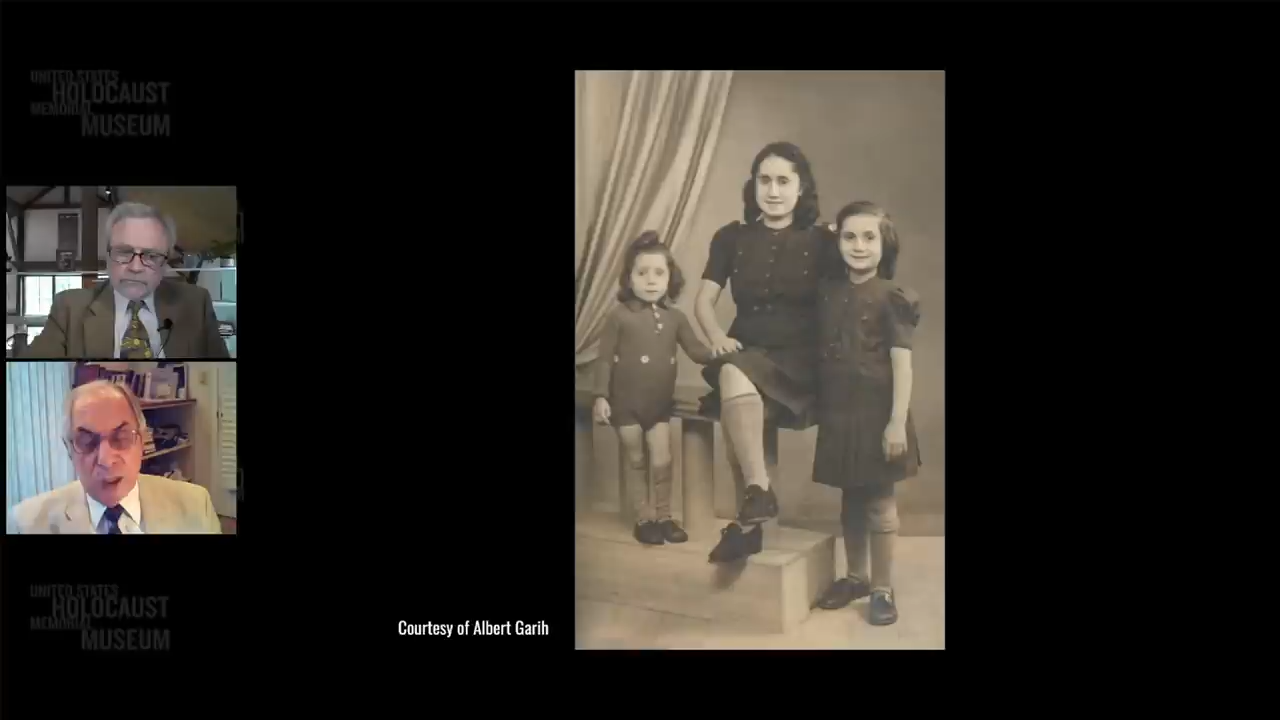 UNITED STATES
HOLOCAUST
MEMORIAL
MUSEUM
Courtesy of Albert Garih
UNITED STATES
HOLOCAUST
MEMORIAL
MUSEUM